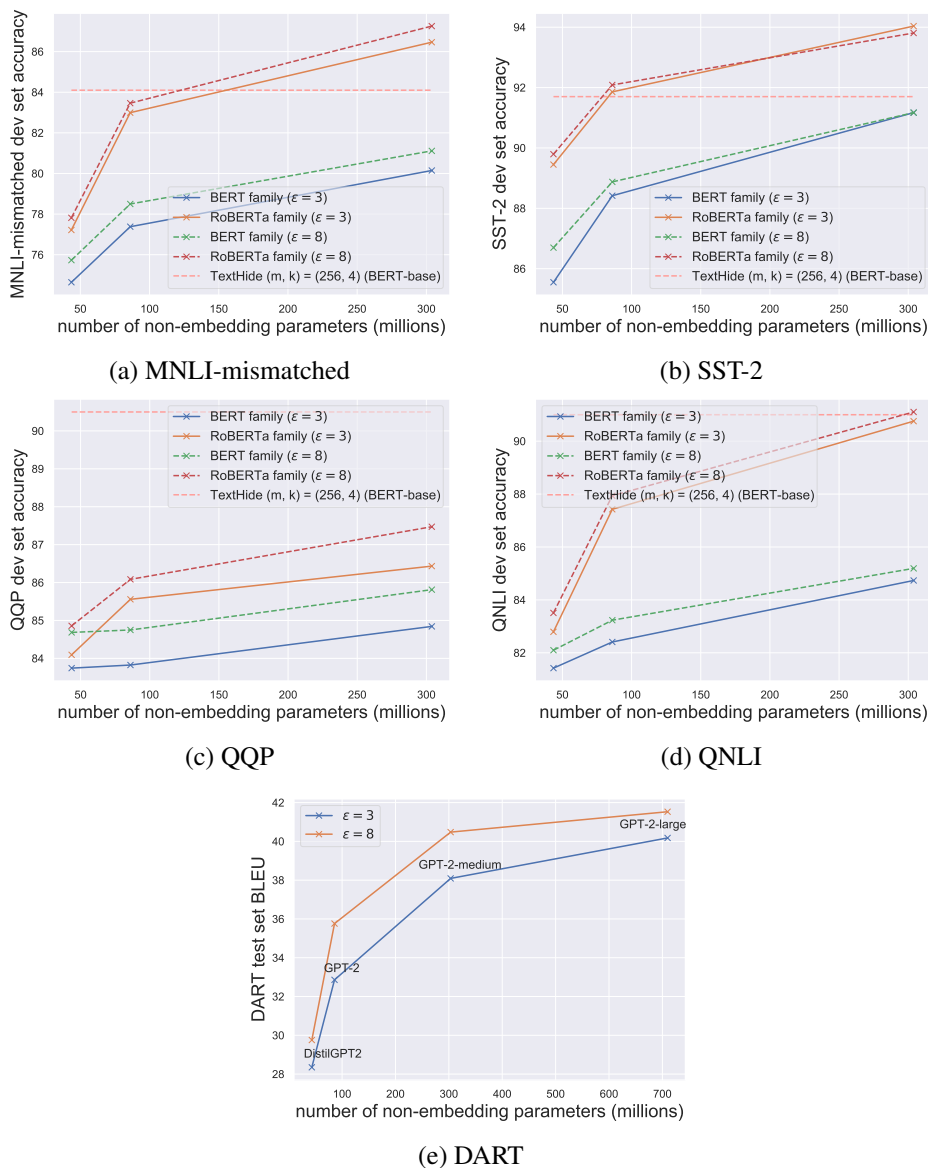 MNLI-mismatched dev set accuracy
86
84
82
80
78
76
BERT family (ε = 3)
RoBERTa family (ε = 3)
BERT family (ε = 8)
RoBERTa family (ε = 8)
TextHide (m, k) = (256, 4) (BERT-base)
50 100 150 200 250 300
number of non-embedding parameters (millions)
(a) MNLI-mismatched
SST-2 dev set accuracy
94
92
90
88
86
BERT family (ε = 3)
RoBERTa family (ε = 3)
BERT family (ε = 8)
RoBERTa family (ε = 8)
TextHide (m, k) = (256, 4) (BERT-base)
50 100 150 200 250 300
number of non-embedding parameters (millions)
(b) SST-2
QQP dev set accuracy
90
89
88
87
86
85
84
BERT family (ε = 3)
RoBERTa family (ε = 3)
BERT family (ε = 8)
RoBERTa family (ε = 8)
TextHide (m, k) = (256, 4) (BERT-base)
50 100 150 200 250 300
number of non-embedding parameters (millions)
(c) QQP
QNLI dev set accuracy
90
88
86
84
82
BERT family (ε = 3)
RoBERTa family (ε = 3)
BERT family (ε = 8)
RoBERTa family (ε = 8)
TextHide (m, k) = (256, 4) (BERT-base)
50 100 150 200 250 300
number of non-embedding parameters (millions)
(d) QNLI
DART test set BLEU
42
40
38
36
34
32
30
28
ε = 3
ε = 8
GPT-2-large
GPT-2-medium
GPT-2
DistilGPT2
100 200 300 400 500 600 700
number of non-embedding parameters (millions)
(e) DART